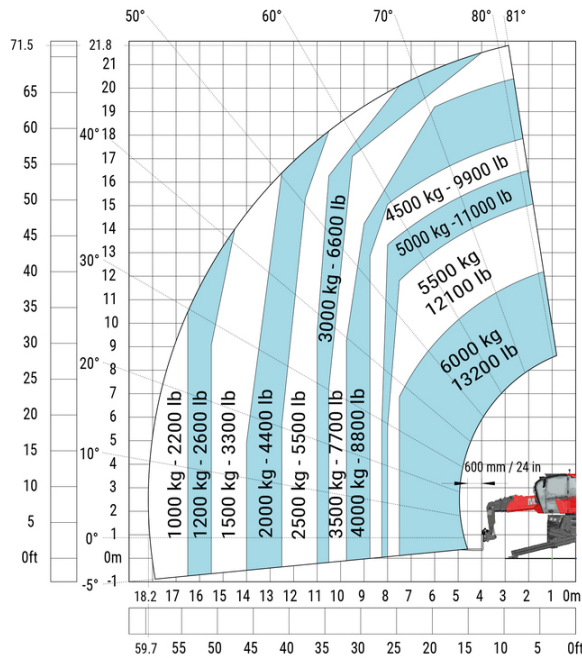 50° 60° 70° 80° 81°
71.5 21.8
21
65 20
19
60 40° 18
17
55 16
50 15
14
45 13
30° 12
40 11
35 10
9
30 8
20° 7
25 6
20 5
10° 4
15 3
10 2
5 1
0° 0m
0ft
-1
-5°
1000 kg - 2200 lb
1200 kg - 2600 lb
1500 kg - 3300 lb
2000 kg - 4400 lb
2500 kg - 5500 lb
3000 kg - 6600 lb
3500 kg - 7700 lb
4000 kg - 8800 lb
4500 kg - 9900 lb
5000 kg -11000 lb
5500 kg
12100 lb
6000 kg
13200 lb
600 mm / 24 in
18.2 17 16 15 14 13 12 11 10 9 8 7 6 5 4 3 2 1 0m
59.7 55 50 45 40 35 30 25 20 15 10 5 0ft